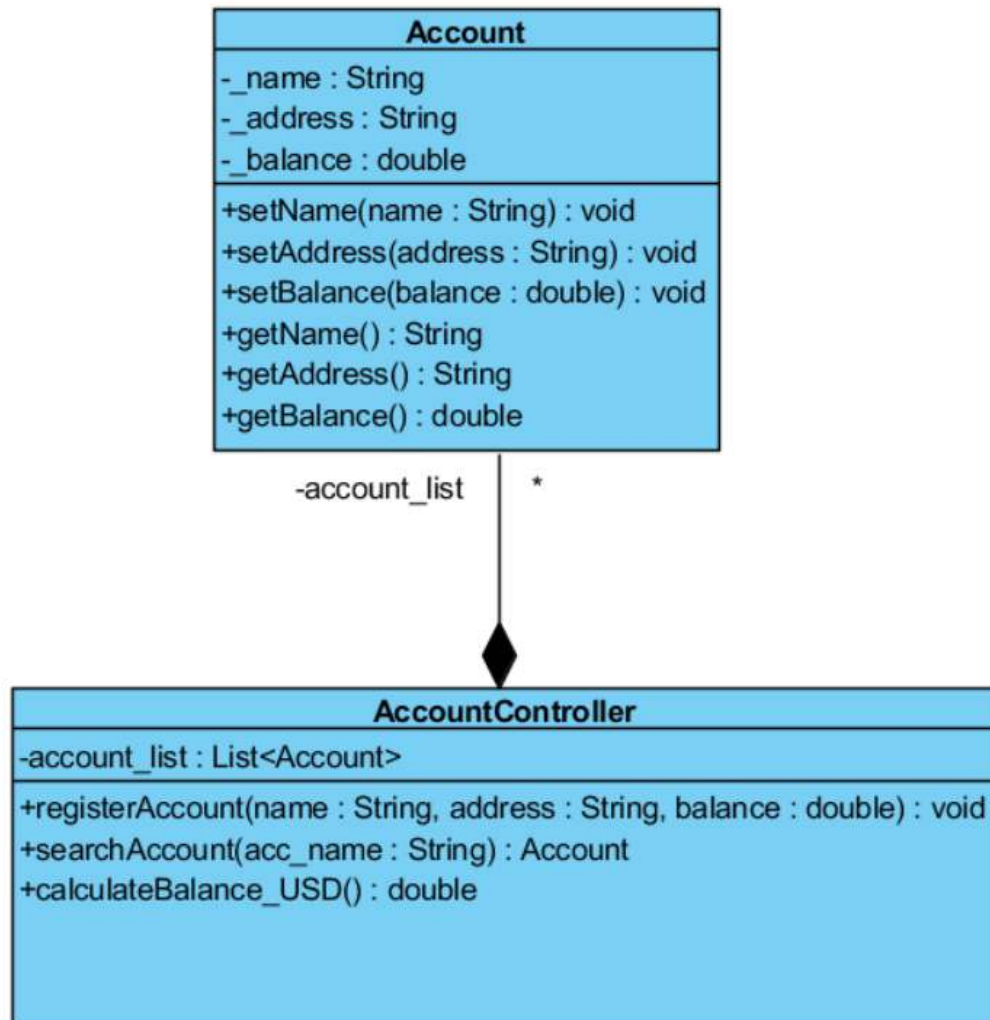 Account
-_name : String
-_address : String
-_balance : double
+setName(name : String) : void
+setAddress(address : String) : void
+setBalance(balance : double) : void
+getName() : String
+getAddress() : String
+getBalance() : double
-account_list *
AccountController
-account_list : List<Account>
+registerAccount(name : String, address : String, balance : double) : void
+searchAccount(acc_name : String) : Account
+calculateBalance_USD() : double